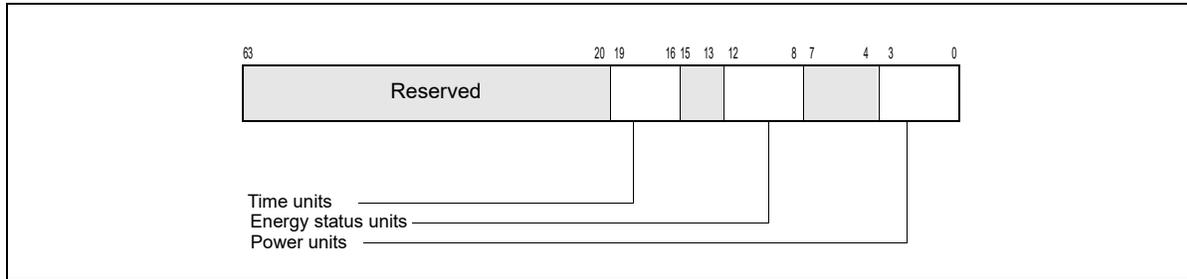 63 20 19 16 15 13 12 8 7 4 3 0
Reserved
Time units
Energy status units
Power units